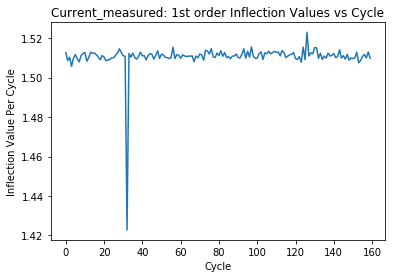 Current_measured: 1st order Inflection Values vs Cycle
1.52
1.50
1.48
1.46
1.44
1.42
Inflection Value Per Cycle
0 20 40 60 80 100 120 140 160
Cycle